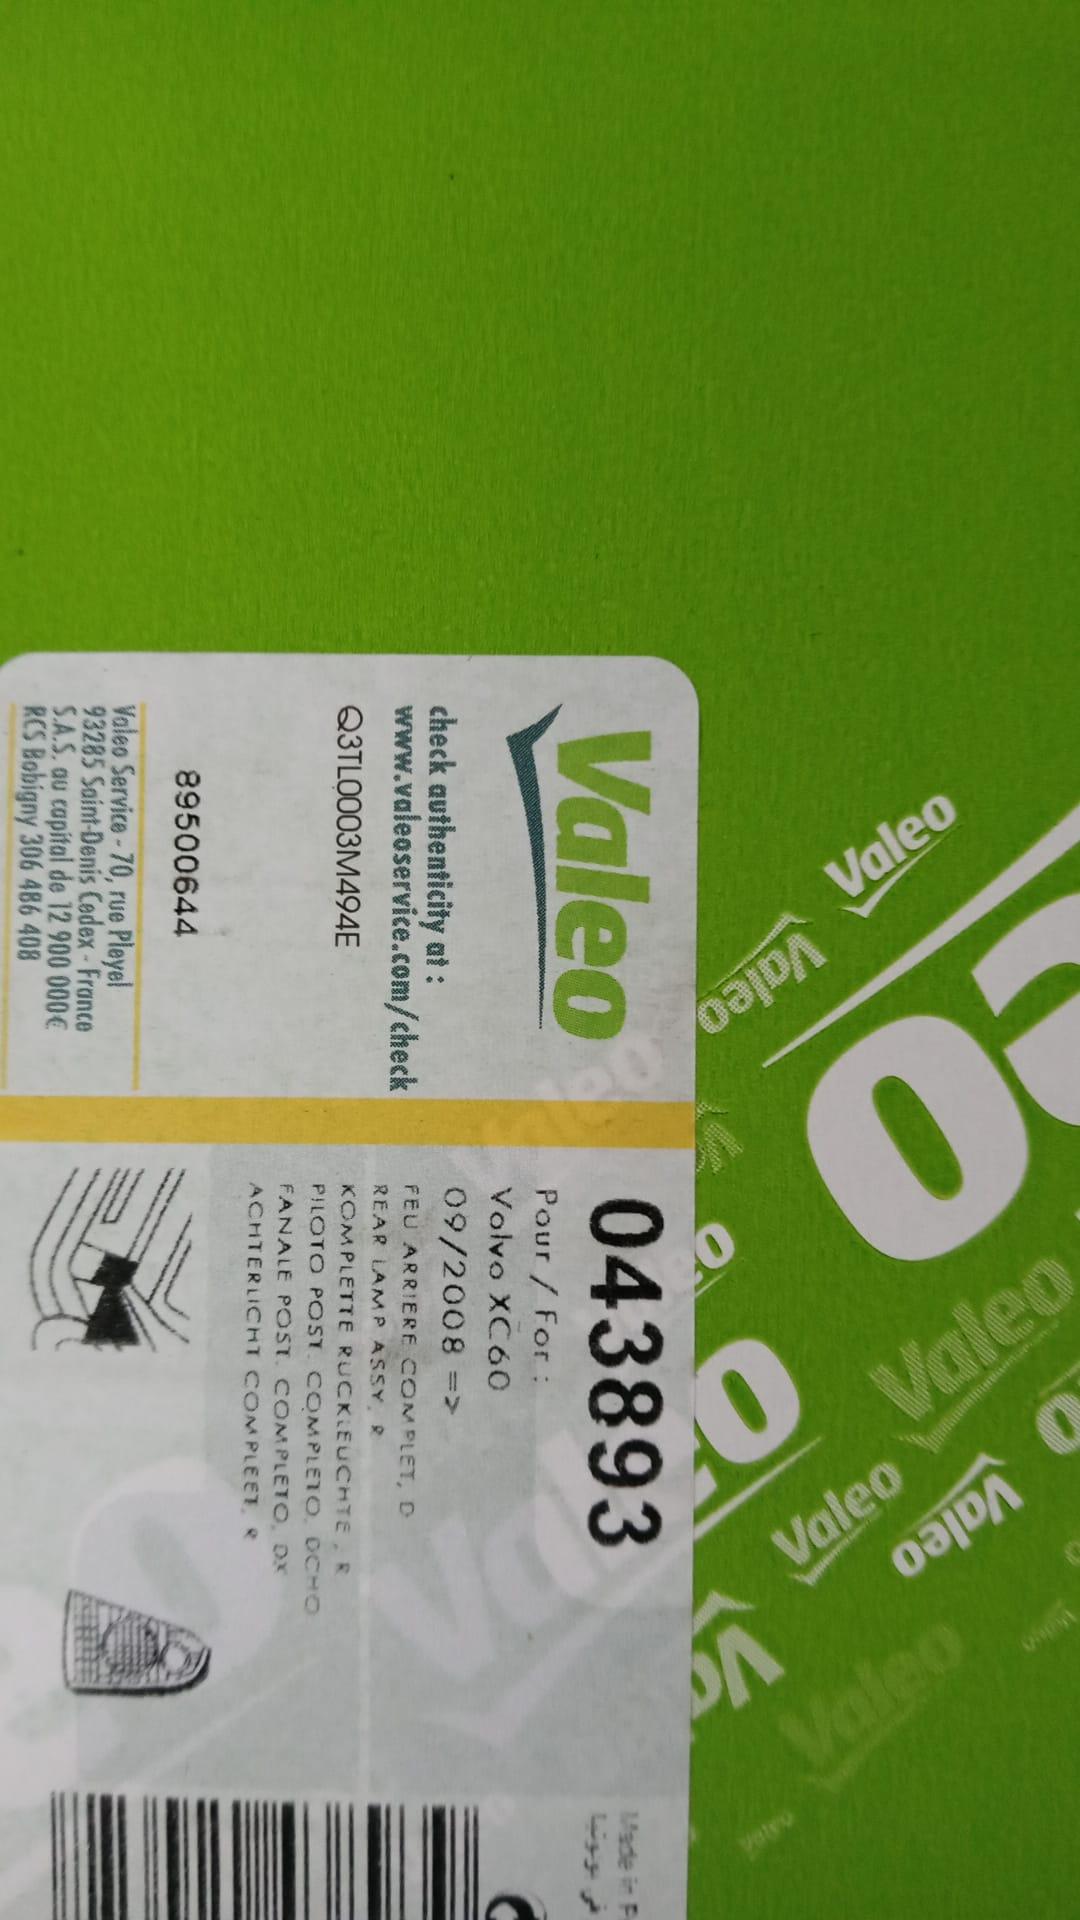 Valeo
check authenticity at :
www.valeoservice.com/check
Q3TL0003M494E
89500644
Valeo Service - 70, rue Pleyel
93285 Saint-Denis Cedex - France
S.A.S. au capital de 12 900 000€
RCS Bobigny 306 486 408
043893
Pour / For :
Volvo XC60
09/2008 =>
FEU ARRIERE COMPLET, D
REAR LAMP ASSY, R
KOMPLETTE RUCKLEUCHTE , R
PILOTO POST. COMPLETO, DCHO
FANALE POST. COMPLETO, DX
ACHTERLICHT COMPLEET, R
Made in
Valeo
Valeo
Valeo
Valeo
Valeo
Valeo
Valeo